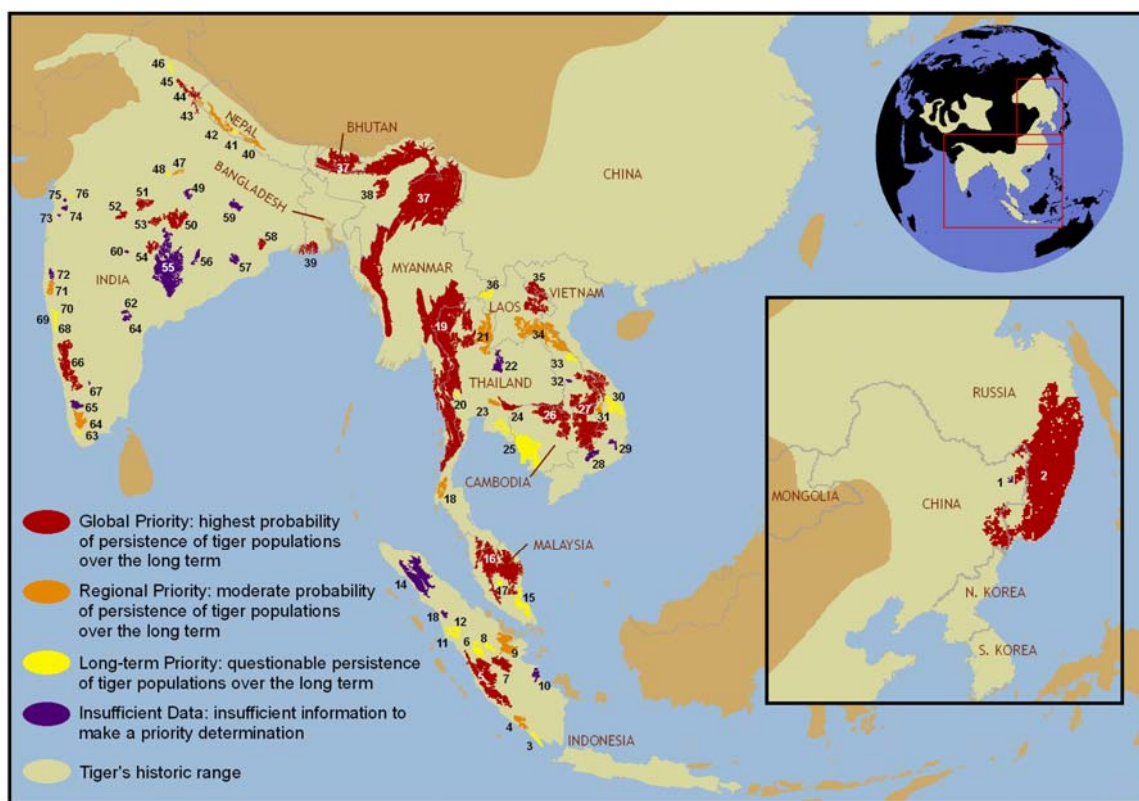 46
45
44
43
42
41
40
NEPAL
BHUTAN
37
38
37
BANGLADESH
CHINA
47
48
49
75
76
73
74
51
52
53
50
59
58
39
60
54
55
56
57
INDIA
72
71
70
69
68
62
64
66
67
65
64
63
MYANMAR
36
LAOS
35
VIETNAM
19
21
34
22
33
32
THAILAND
20
23
24
26
27
30
31
25
28
29
CAMBODIA
18
MALAYSIA
16
17
15
14
18
12
11
6
8
9
5
7
10
4
3
INDONESIA
RUSSIA
1
2
MONGOLIA
CHINA
N. KOREA
S. KOREA
Global Priority: highest probability
of persistence of tiger populations
over the long term
Regional Priority: moderate probability
of persistence of tiger populations
over the long term
Long-term Priority: questionable persistence
of tiger populations over the long term
Insufficient Data: insufficient information to
make a priority determination
Tiger's historic range